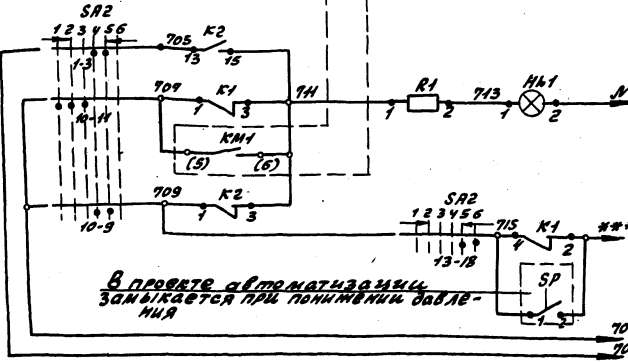 SA2
1 2 3 4 5 6
705
K2
1-3
13
15
707
K1
711
R1
713
HL1
N
10-11
1
3
1
2
1
2
KM1
(5)
(6)
709
K2
SA2
10-9
1
3
1 2 3 4 5 6
715
K1
**
13-18
4
2
В проекте автоматизации
Замыкается при понижении давле-
ния
SP
1
2
70
70